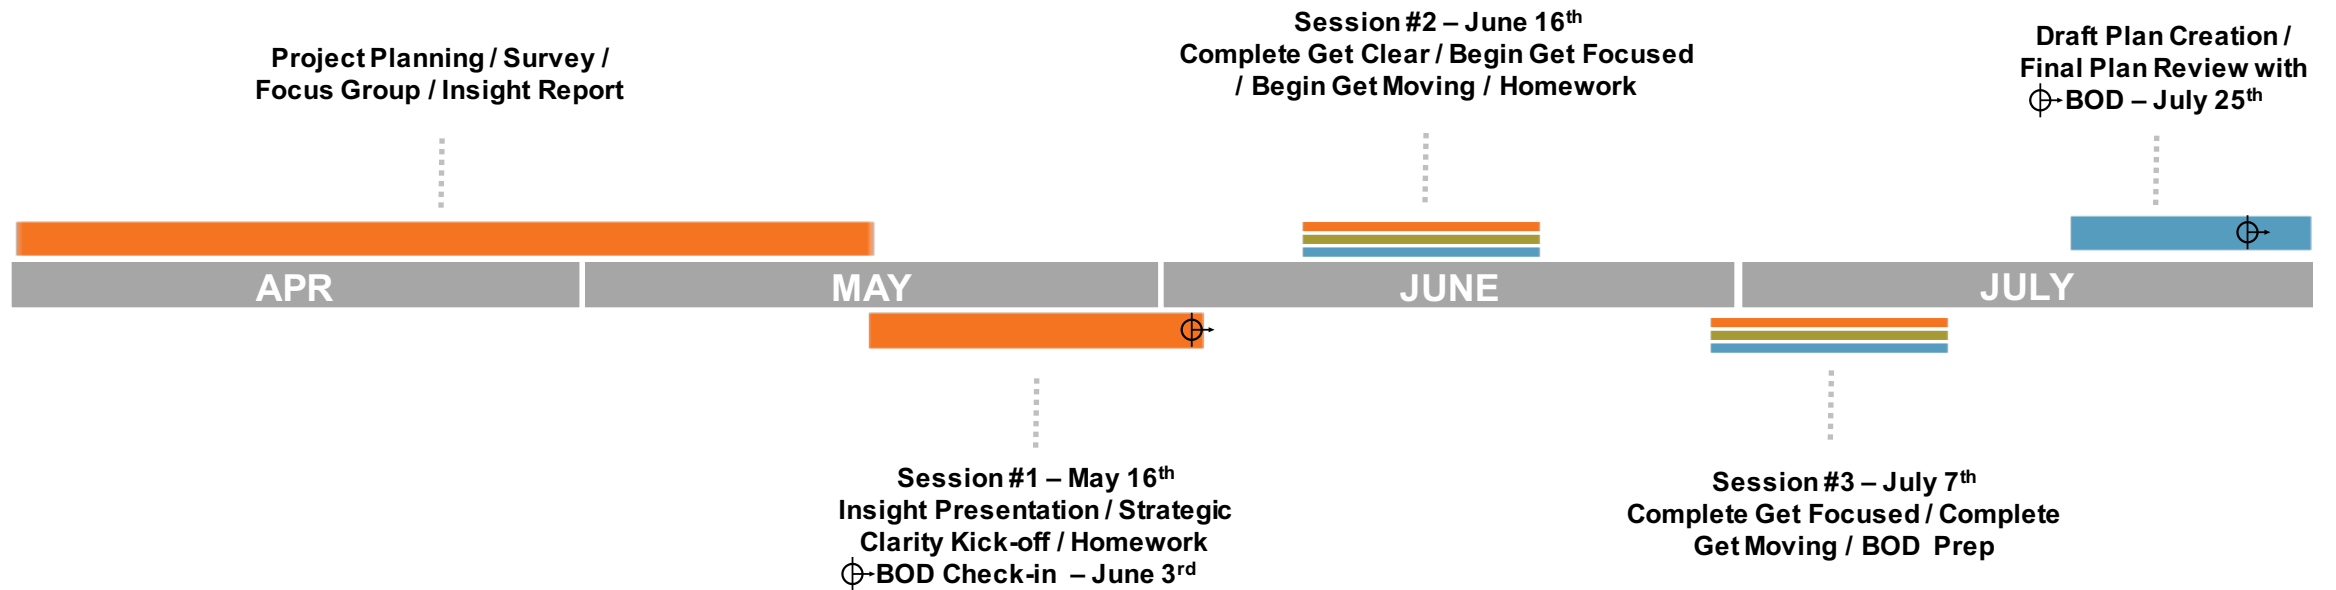 Project Planning / Survey /
Focus Group / Insight Report
Session #2 – June 16th
Complete Get Clear / Begin Get Focused
/ Begin Get Moving / Homework
Draft Plan Creation /
Final Plan Review with
BOD – July 25th
APR
MAY
JUNE
JULY
Session #1 – May 16th
Insight Presentation / Strategic
Clarity Kick-off / Homework
BOD Check-in – June 3rd
Session #3 – July 7th
Complete Get Focused / Complete
Get Moving / BOD Prep